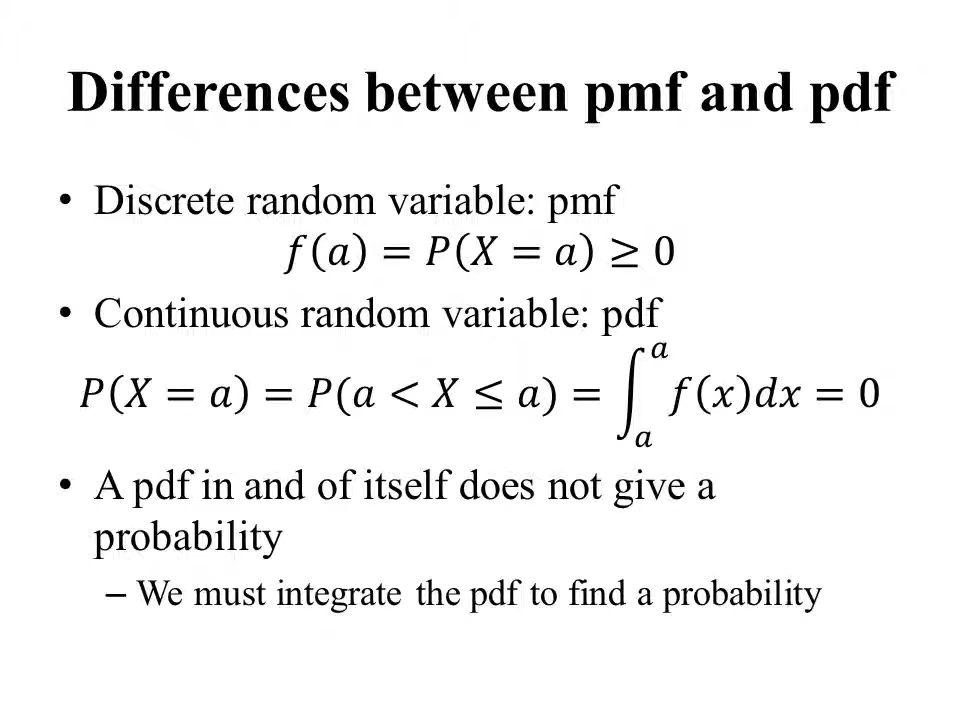 Differences between pmf and pdf
• Discrete random variable: pmf
𝑓(𝑎) = 𝑃(𝑋 = 𝑎) ≥ 0
• Continuous random variable: pdf
𝑃(𝑋 = 𝑎) = 𝑃(𝑎 < 𝑋 ≤ 𝑎) = ∫ₐᵃ 𝑓(𝑥)𝑑𝑥 = 0
• A pdf in and of itself does not give a
probability
– We must integrate the pdf to find a probability